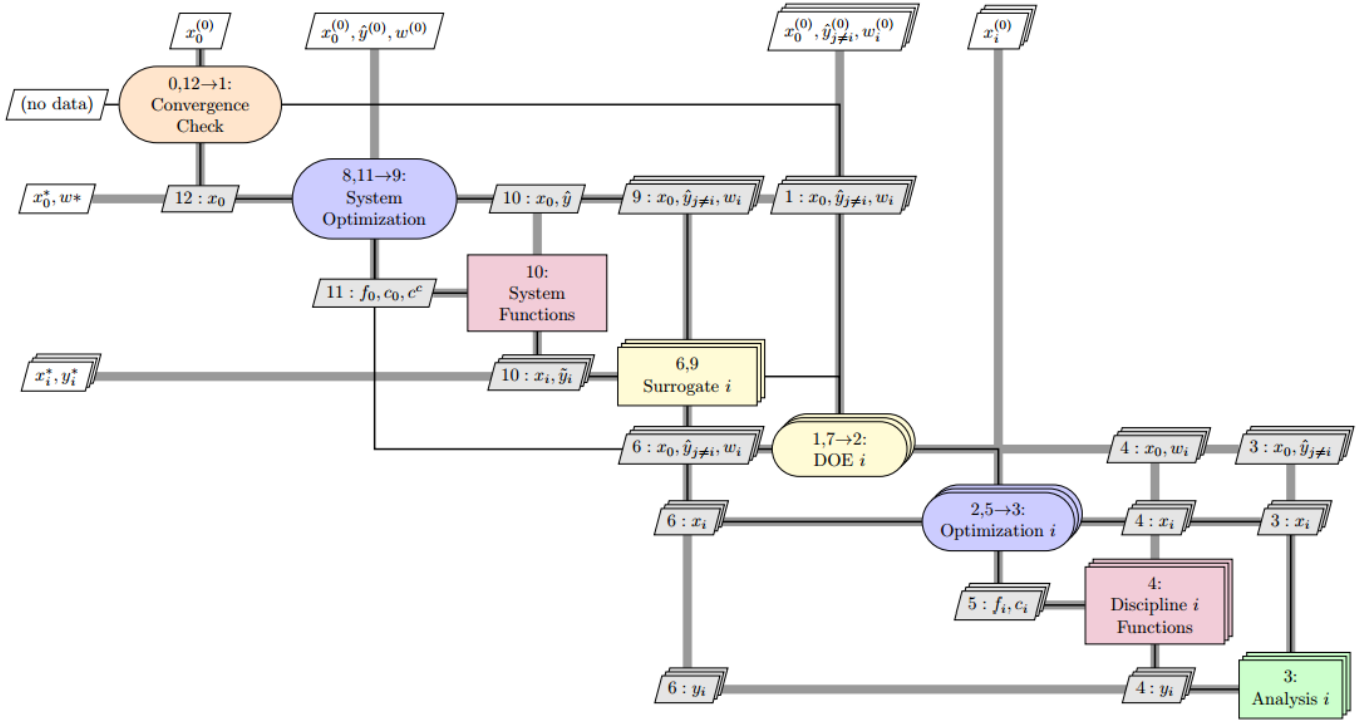 x_0^{(0)}
x_0^{(0)}, ŷ^{(0)}, w^{(0)}
x_0^{(0)}, ŷ_{j≠i}^{(0)}, w_i^{(0)}
x_i^{(0)}
(no data)
0,12→1:
Convergence
Check
x_0^*, w*
12 : x_0
8,11→9:
System
Optimization
10 : x_0, ŷ
9 : x_0, ŷ_{j≠i}, w_i
1 : x_0, ŷ_{j≠i}, w_i
11 : f_0, c_0, c^c
10:
System
Functions
x_i^*, y_i^*
10 : x_i, ỹ_i
6,9
Surrogate i
6 : x_0, ŷ_{j≠i}, w_i
1,7→2:
DOE i
4 : x_0, w_i
3 : x_0, ŷ_{j≠i}
6 : x_i
2,5→3:
Optimization i
4 : x_i
3 : x_i
5 : f_i, c_i
4:
Discipline i
Functions
6 : y_i
4 : y_i
3:
Analysis i